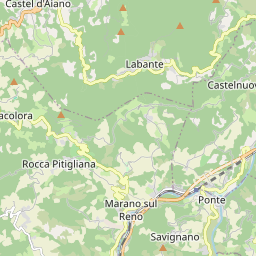 Castel d'Aiano
Labante
Castelnuov
acolora
Rocca Pitigliana
Marano sul
Reno
Ponte
Savignano